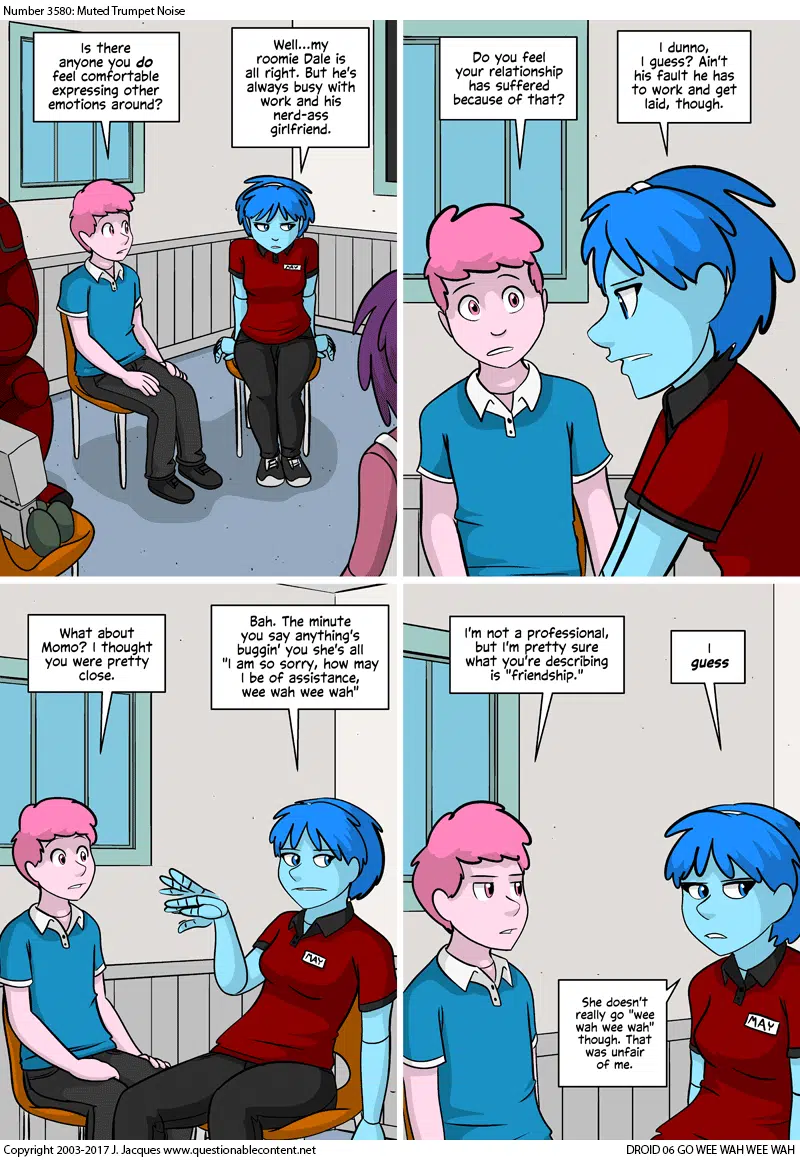 Number 3580: Muted Trumpet Noise
Is there
anyone you do
feel comfortable
expressing other
emotions around?
Well...my
roomie Dale is
all right. But he's
always busy with
work and his
nerd-ass
girlfriend.
MAY
Do you feel
your relationship
has suffered
because of that?
I dunno,
I guess? Ain't
his fault he has
to work and get
laid, though.
What about
Momo? I thought
you were pretty
close.
Bah. The minute
you say anything's
buggin' you she's all
"I am so sorry, how may
I be of assistance,
wee wah wee wah"
MAY
I'm not a professional,
but I'm pretty sure
what you're describing
is "friendship."
I
guess
She doesn't
really go "wee
wah wee wah"
though. That
was unfair
of me.
MAY
Copyright 2003-2017 J. Jacques www.questionablecontent.net
DROID 06 GO WEE WAH WEE WAH